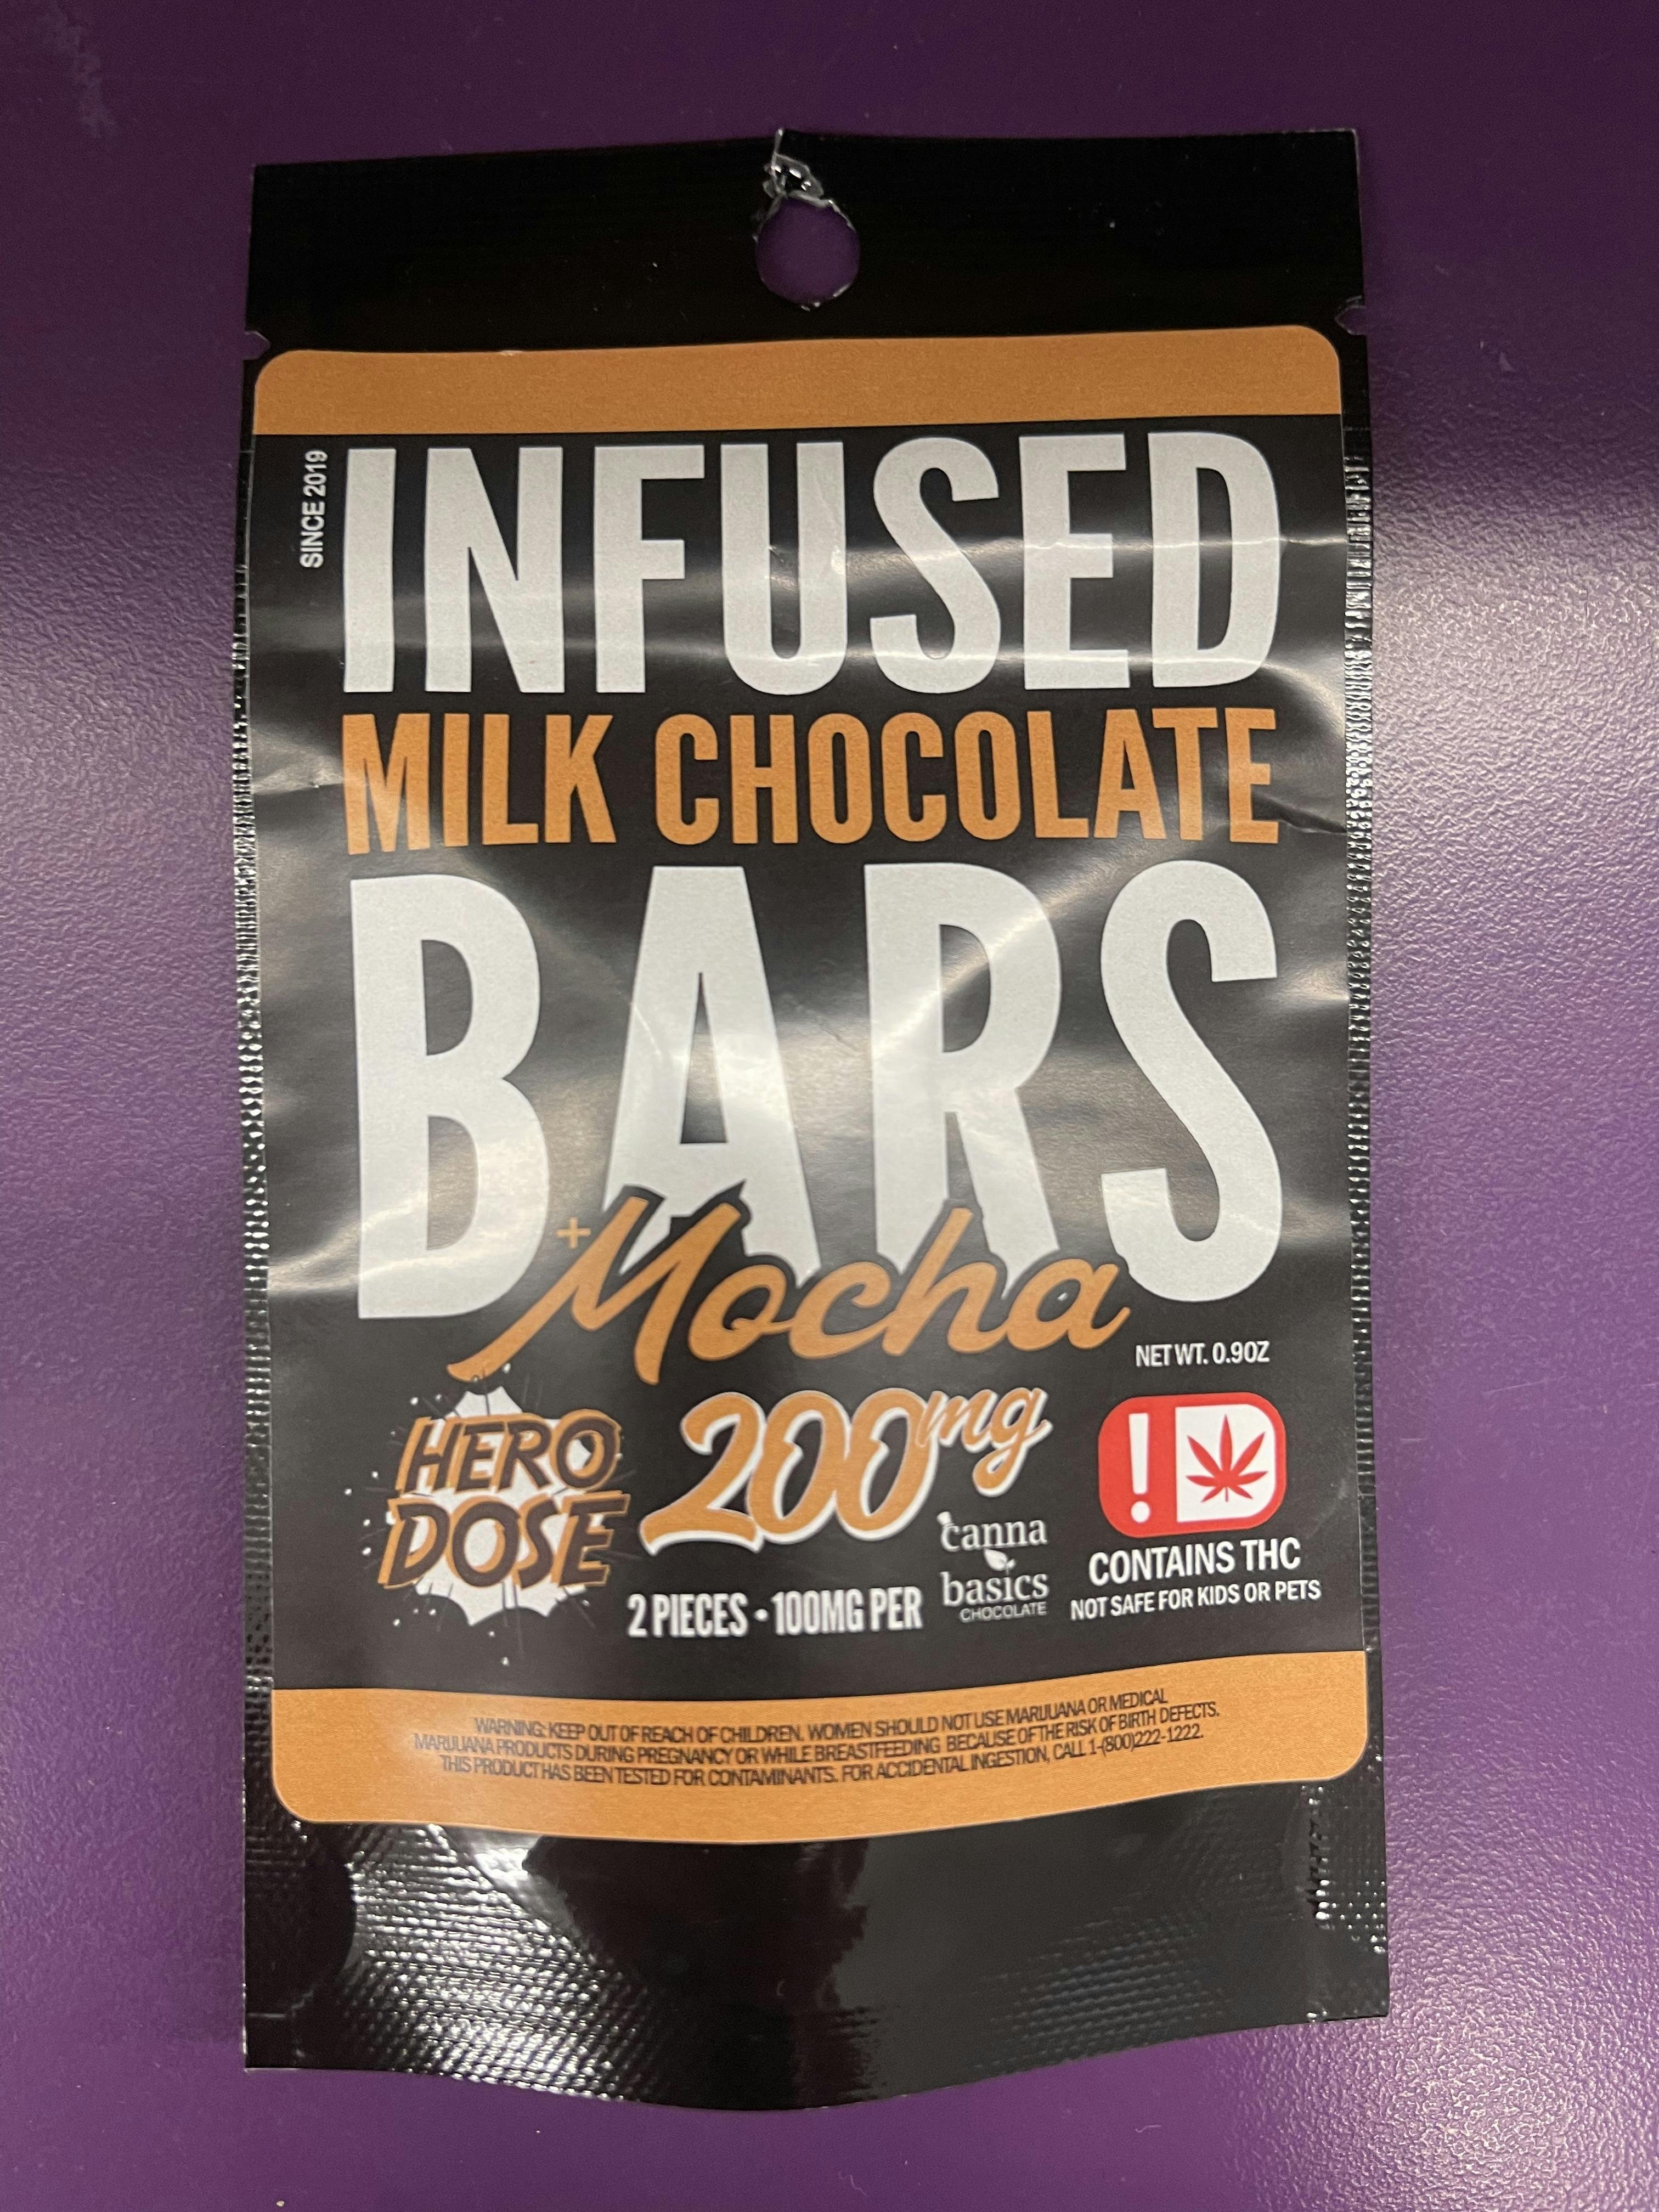 SINCE 2019
INFUSED
MILK CHOCOLATE
BARS
+Mocha
NET WT. 0.9OZ
HERO
DOSE
200mg
2 PIECES • 100MG PER
canna
basics
CHOCOLATE
!
CONTAINS THC
NOT SAFE FOR KIDS OR PETS
WARNING: KEEP OUT OF REACH OF CHILDREN. WOMEN SHOULD NOT USE MARIJUANA OR MEDICAL
MARIJUANA PRODUCTS DURING PREGNANCY OR WHILE BREASTFEEDING BECAUSE OF THE RISK OF BIRTH DEFECTS.
THIS PRODUCT HAS BEEN TESTED FOR CONTAMINANTS. FOR ACCIDENTAL INGESTION, CALL 1-(800)222-1222.